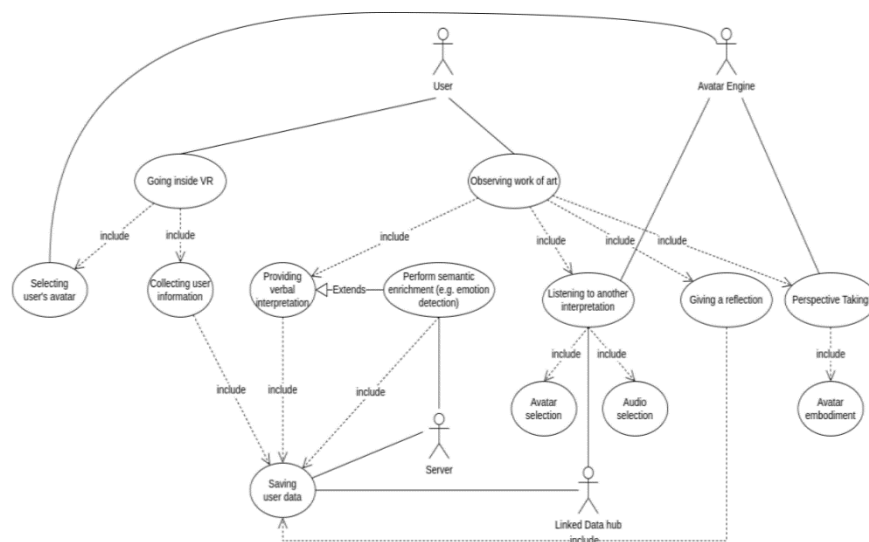 User
Avatar Engine
Going inside VR
Observing work of art
include
include
include
include
include
include
Selecting
user's avatar
Collecting user
information
Providing
verbal
interpretation
Extends
Perform semantic
enrichment (e.g. emotion
detection)
Listening to another
interpretation
Giving a reflection
Perspective Taking
include
include
include
include
include
include
Avatar
selection
Audio
selection
Avatar
embodiment
Server
Saving
user data
Linked Data hub
include